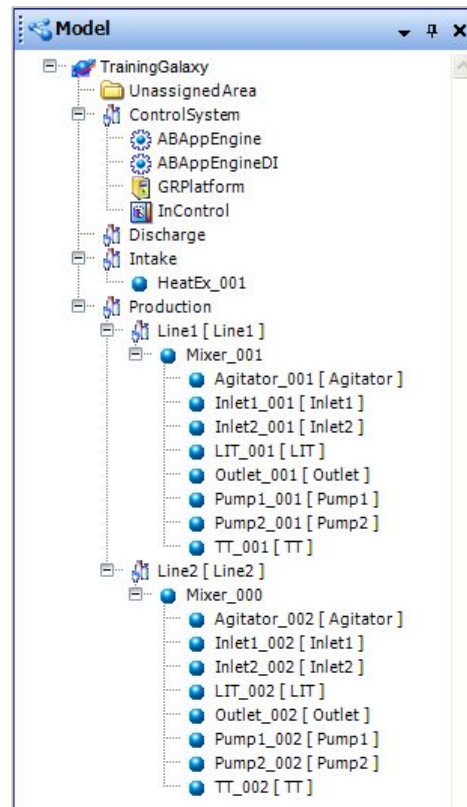 Model
TrainingGalaxy
UnassignedArea
ControlSystem
ABAppEngine
ABAppEngineDI
GRPlatform
InControl
Discharge
Intake
HeatEx_001
Production
Line1 [ Line1 ]
Mixer_001
Agitator_001 [ Agitator ]
Inlet1_001 [ Inlet1 ]
Inlet2_001 [ Inlet2 ]
LIT_001 [ LIT ]
Outlet_001 [ Outlet ]
Pump1_001 [ Pump1 ]
Pump2_001 [ Pump2 ]
TT_001 [ TT ]
Line2 [ Line2 ]
Mixer_000
Agitator_002 [ Agitator ]
Inlet1_002 [ Inlet1 ]
Inlet2_002 [ Inlet2 ]
LIT_002 [ LIT ]
Outlet_002 [ Outlet ]
Pump1_002 [ Pump1 ]
Pump2_002 [ Pump2 ]
TT_002 [ TT ]